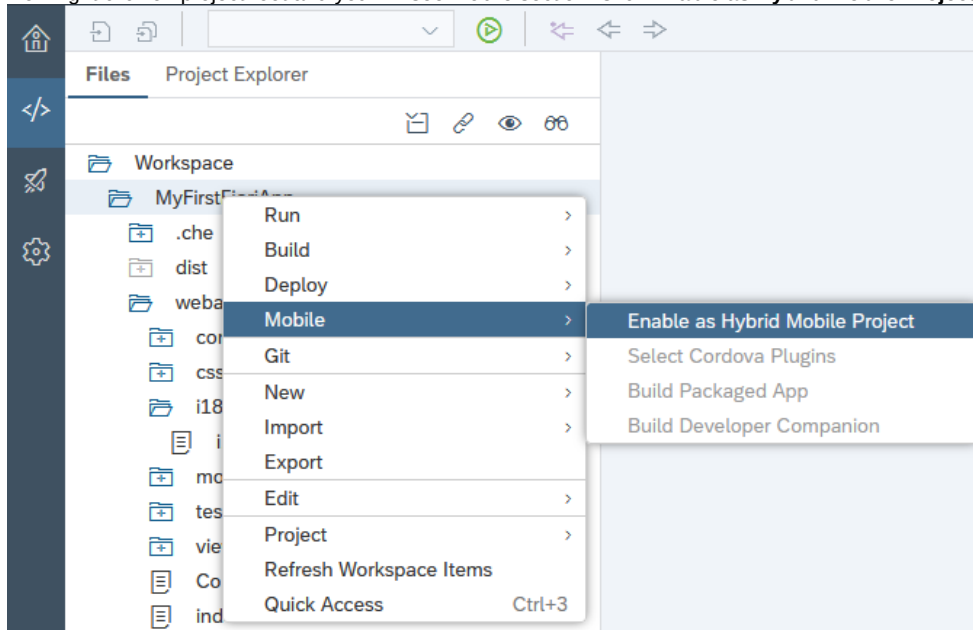 Files Project Explorer
Workspace
MyFirstFioriApp
Run
.che
Build
dist
Deploy
weba
Mobile
Enable as Hybrid Mobile Project
cor
Select Cordova Plugins
Git
css
Build Packaged App
New
i18
Build Developer Companion
Import
i
Export
mo
Edit
tes
Project
vie
Refresh Workspace Items
Co
Quick Access Ctrl+3
ind